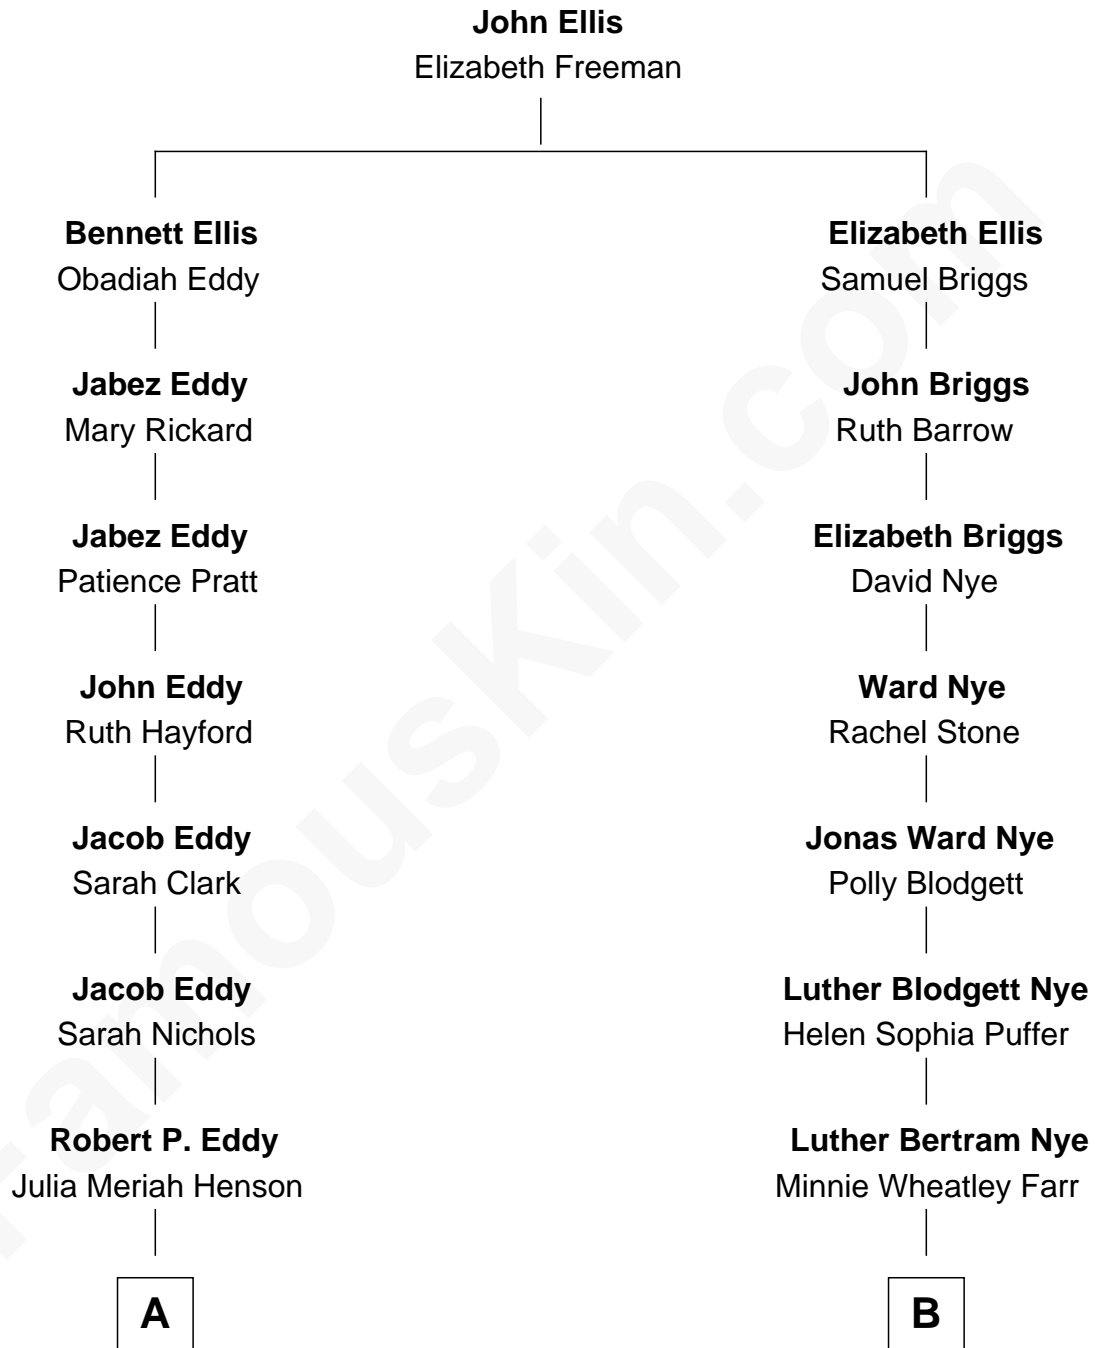 John Ellis
Elizabeth Freeman
Bennett Ellis
Obadiah Eddy
Jabez Eddy
Mary Rickard
Jabez Eddy
Patience Pratt
John Eddy
Ruth Hayford
Jacob Eddy
Sarah Clark
Jacob Eddy
Sarah Nichols
Robert P. Eddy
Julia Meriah Henson
A
Elizabeth Ellis
Samuel Briggs
John Briggs
Ruth Barrow
Elizabeth Briggs
David Nye
Ward Nye
Rachel Stone
Jonas Ward Nye
Polly Blodgett
Luther Blodgett Nye
Helen Sophia Puffer
Luther Bertram Nye
Minnie Wheatley Farr
B
FamousKin.com